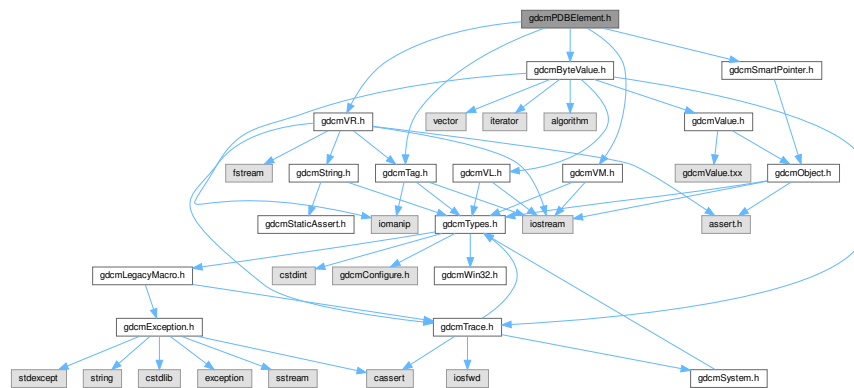 gdcmPDBElement.h
gdcmByteValue.h
gdcmSmartPointer.h
gdcmVR.h
vector
iterator
algorithm
gdcmValue.h
fstream
gdcmString.h
gdcmTag.h
gdcmVL.h
gdcmVM.h
gdcmValue.txx
gdcmObject.h
gdcmStaticAssert.h
iomanip
gdcmTypes.h
iostream
assert.h
gdcmLegacyMacro.h
cstdint
gdcmConfigure.h
gdcmWin32.h
gdcmException.h
gdcmTrace.h
stdexcept
string
cstdlib
exception
sstream
cassert
iosfwd
gdcmSystem.h